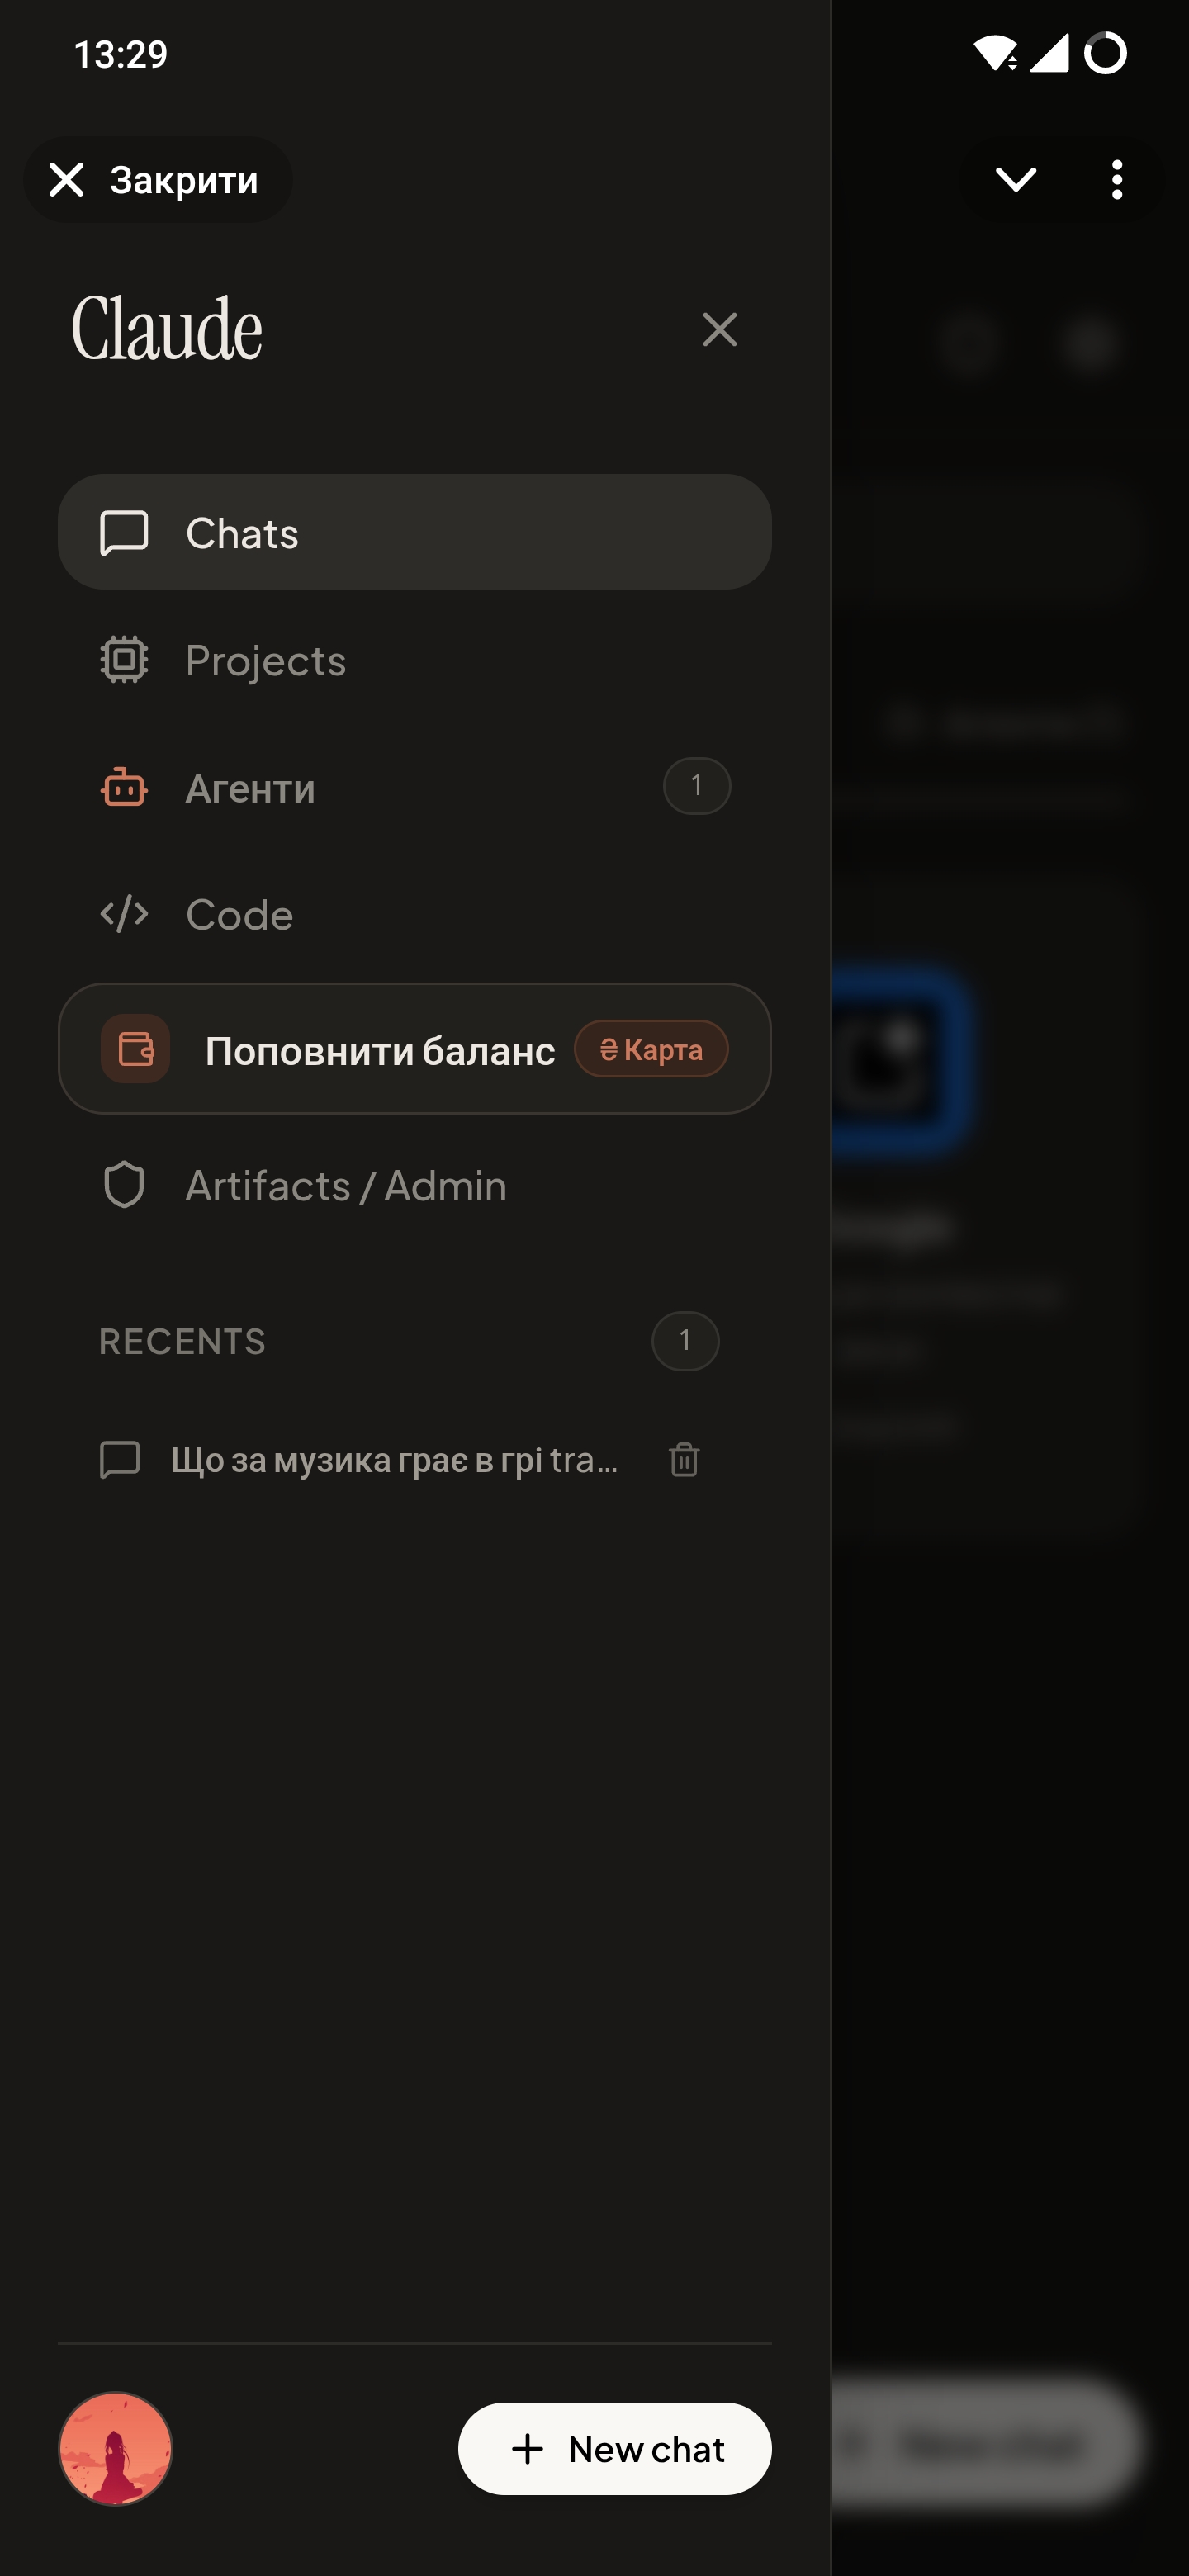 13:29
Закрити
Claude
Chats
Projects
Агенти 1
Code
Поповнити баланс ₴ Карта
Artifacts / Admin
RECENTS 1
Що за музика грає в грі tra...
New chat